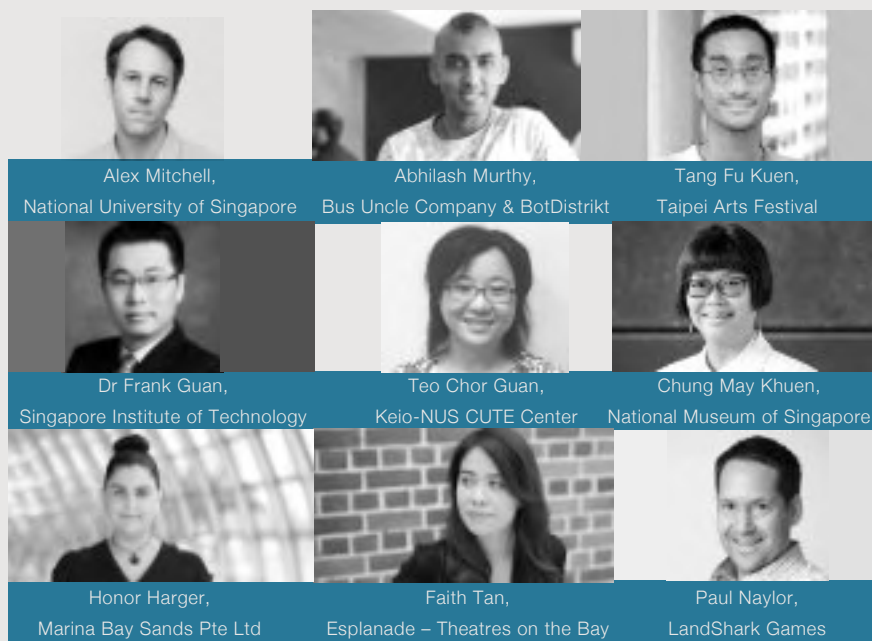 Alex Mitchell,
National University of Singapore
Abhilash Murthy,
Bus Uncle Company & BotDistrikt
Tang Fu Kuen,
Taipei Arts Festival
Dr Frank Guan,
Singapore Institute of Technology
Teo Chor Guan,
Keio-NUS CUTE Center
Chung May Khuen,
National Museum of Singapore
Honor Harger,
Marina Bay Sands Pte Ltd
Faith Tan,
Esplanade – Theatres on the Bay
Paul Naylor,
LandShark Games